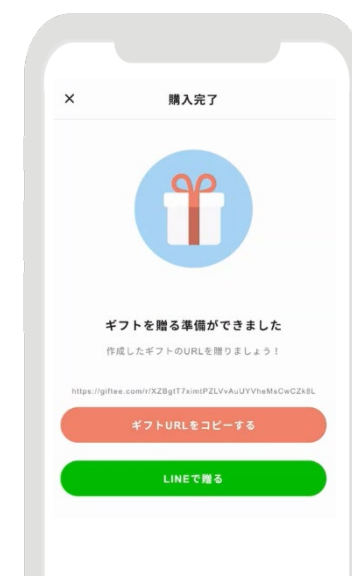 ×
購入完了
ギフトを贈る準備ができました
作成したギフトのURLを贈りましょう！
https://giftee.com/r/XZBgtT7ximtPZLVvAuUYVheMsCwCZk8L
ギフトURLをコピーする
LINEで贈る